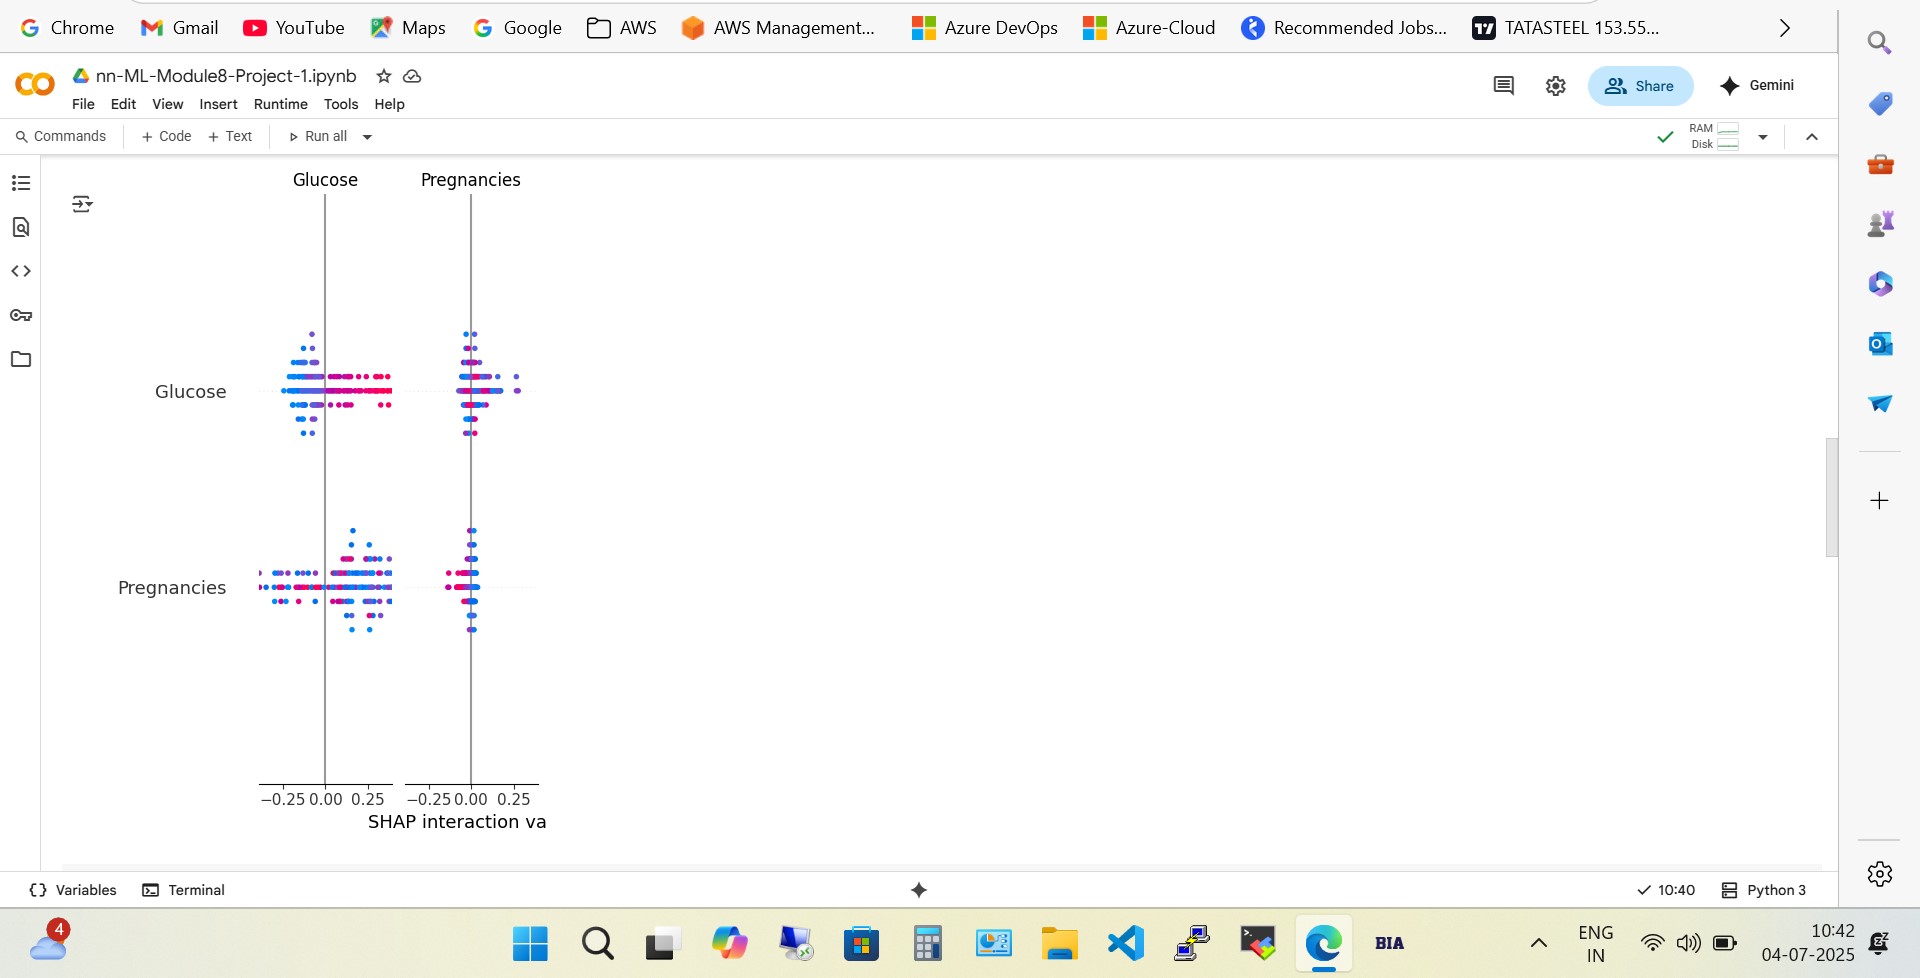 Chrome Gmail YouTube Maps Google AWS AWS Management... Azure DevOps Azure-Cloud Recommended Jobs... TATASTEEL 153.55...
nn-ML-Module8-Project-1.ipynb
File Edit View Insert Runtime Tools Help
Share
Gemini
Commands + Code + Text Run all
RAM
Disk
Glucose Pregnancies
Glucose
Pregnancies
−0.25 0.00 0.25 −0.25 0.00 0.25
SHAP interaction va
Variables Terminal
10:40 Python 3
4
BIA
ENG
IN
10:42
04-07-2025